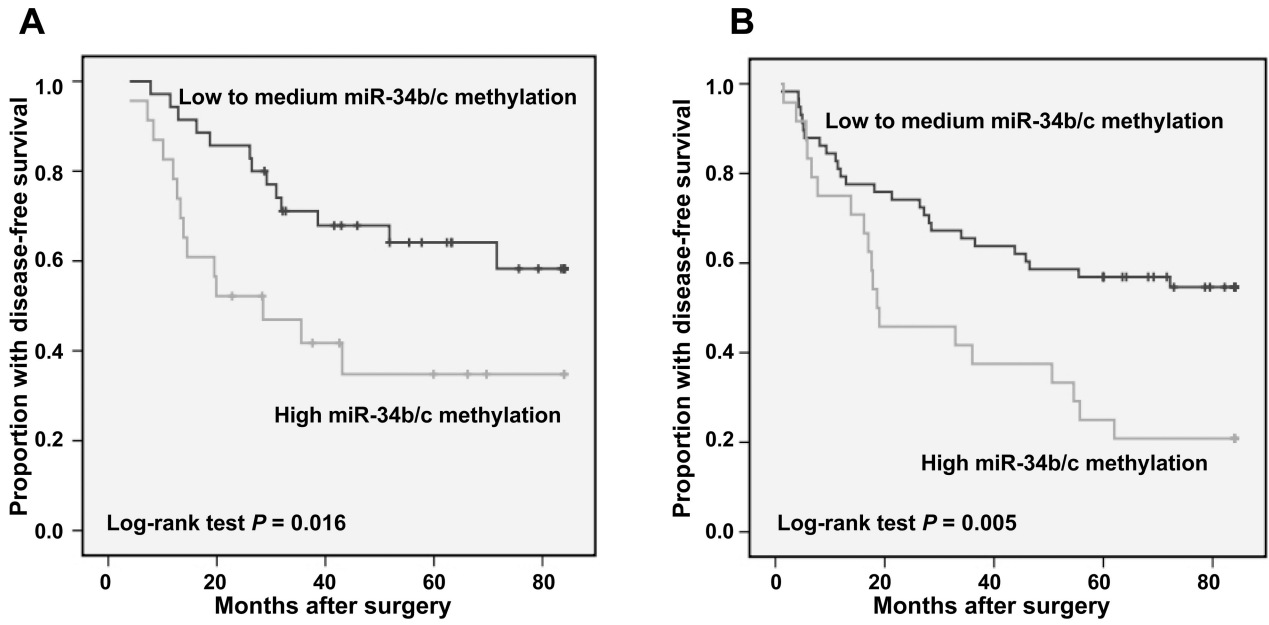 A
Proportion with disease-free survival
1.0
0.8
0.6
0.4
0.2
0.0
Low to medium miR-34b/c methylation
High miR-34b/c methylation
Log-rank test P = 0.016
0 20 40 60 80
Months after surgery
B
Proportion with disease-free survival
1.0
0.8
0.6
0.4
0.2
0.0
Low to medium miR-34b/c methylation
High miR-34b/c methylation
Log-rank test P = 0.005
0 20 40 60 80
Months after surgery